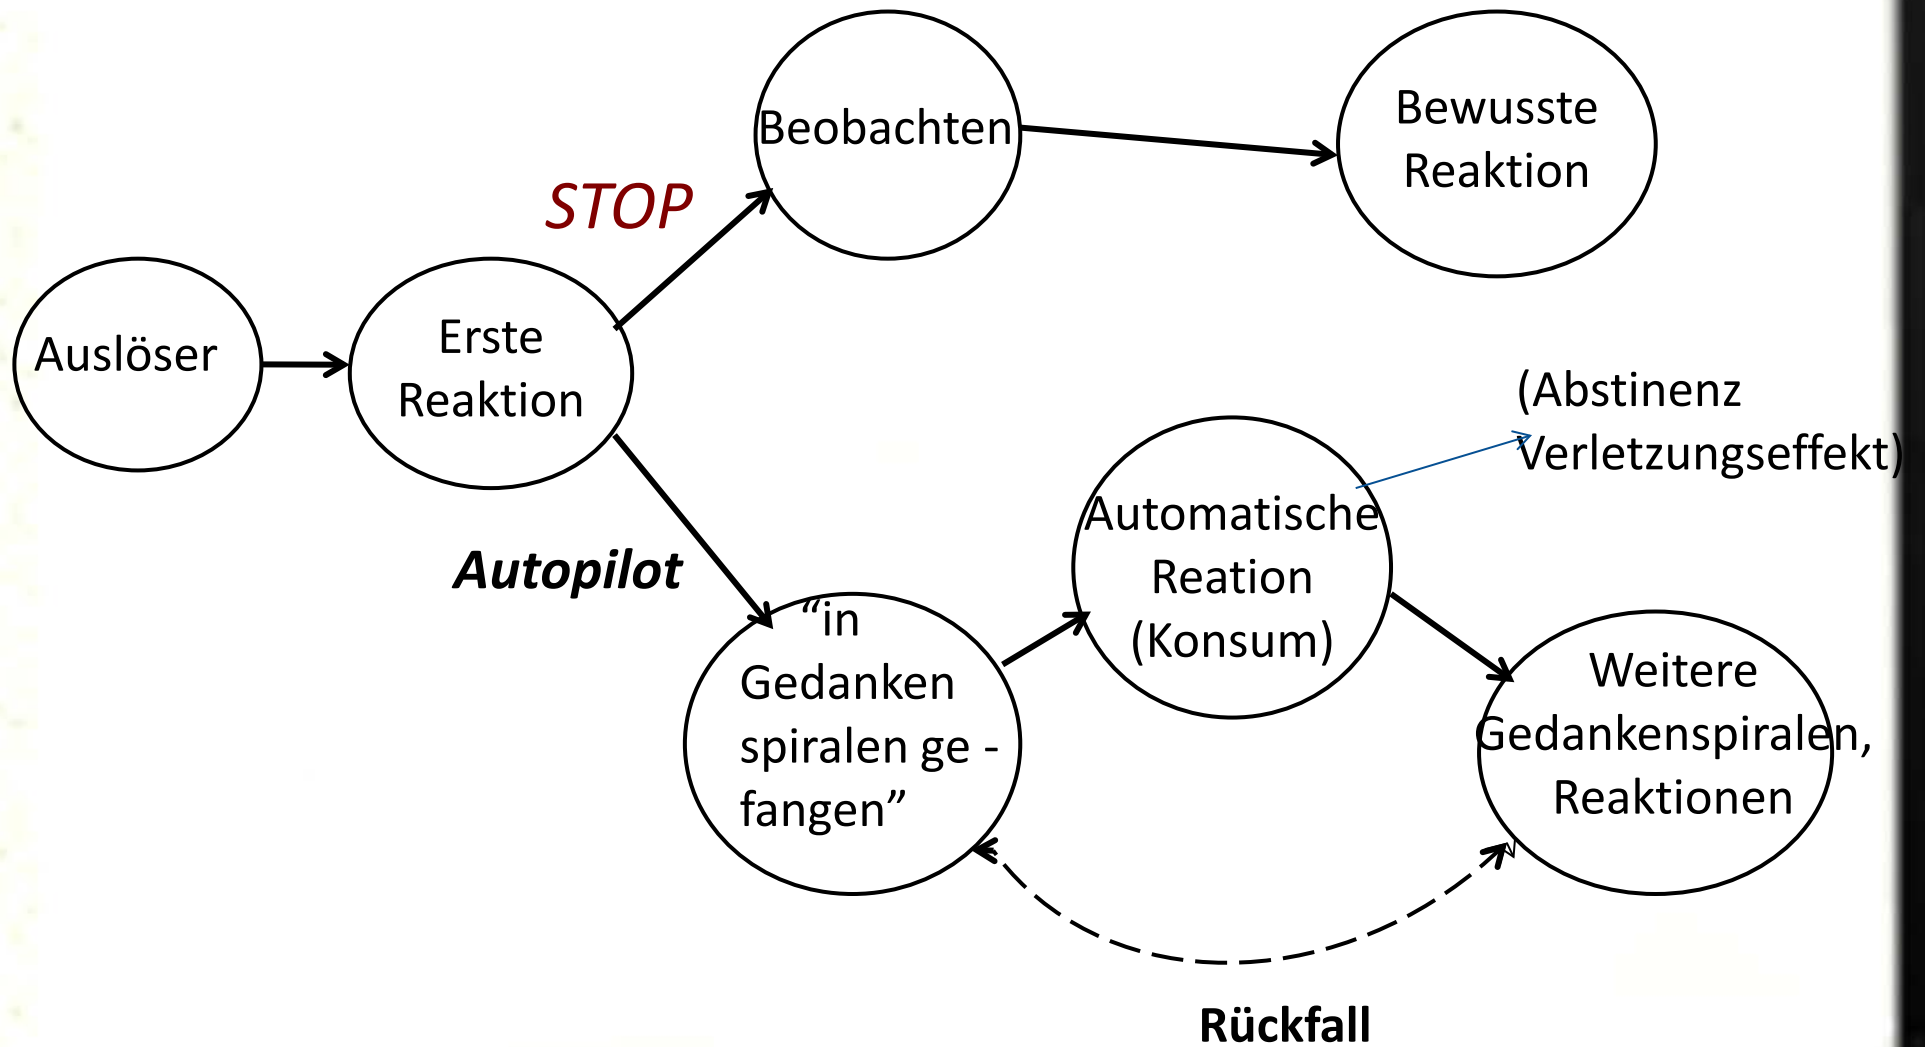 Beobachten
Bewusste
Reaktion
STOP
Auslöser
Erste
Reaktion
(Abstinenz
Verletzungseffekt)
Autopilot
Automatische
Reation
(Konsum)
“in
Gedanken
spiralen ge -
fangen”
Weitere
Gedankenspiralen,
Reaktionen
Rückfall